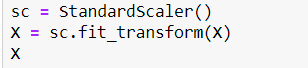 sc = StandardScaler()
X = sc.fit_transform(X)
X